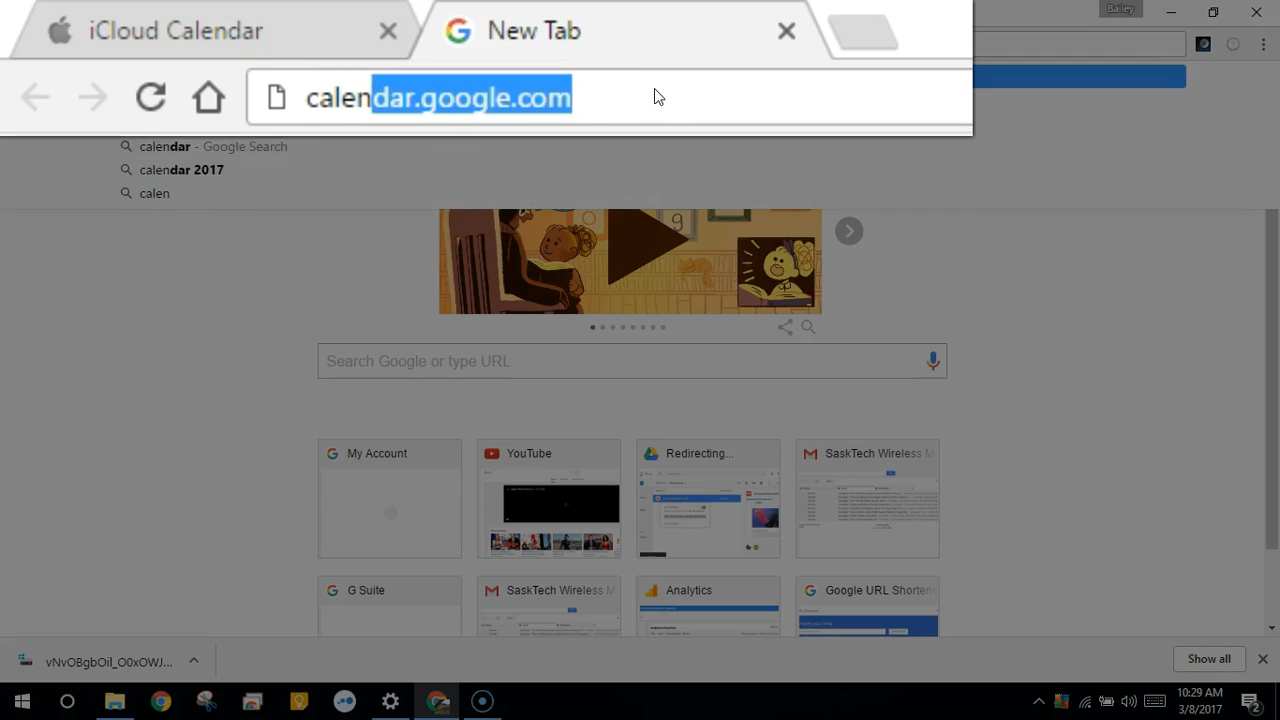 Bailey
iCloud Calendar
New Tab
calendar.google.com
calendar - Google Search
calendar 2017
calen
Search Google or type URL
My Account
YouTube
Redirecting...
SaskTech Wireless M
G Suite
SaskTech Wireless M
Analytics
Google URL Shorten
vNvOBgbOil_O0xOWJ...
Show all
10:29 AM
3/8/2017
2